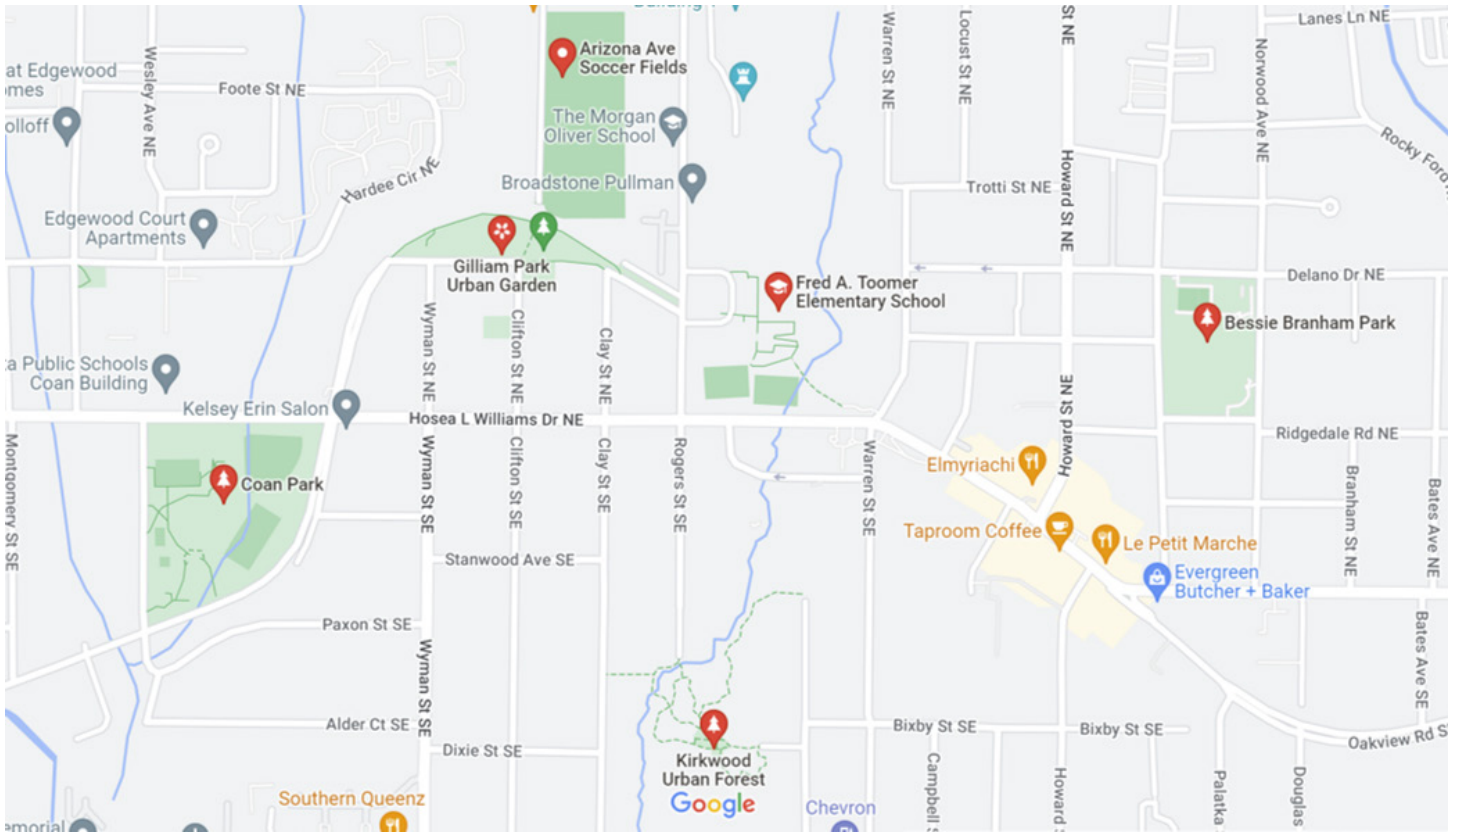 Lanes Ln NE
Building
St NE
Warren St NE
Locust St NE
Norwood Ave NE
Wesley Ave NE
Arizona Ave
Soccer Fields
at Edgewood
omes
olloff
Foote St NE
The Morgan
Oliver School
Rocky Ford
Hardee Cir NE
Broadstone Pullman
Trotti St NE
Howard St NE
Edgewood Court
Apartments
Gilliam Park
Urban Garden
Fred A. Toomer
Elementary School
Delano Dr NE
Bessie Branham Park
Wyman St NE
Clifton St NE
Clay St NE
a Public Schools
Coan Building
Kelsey Erin Salon
Hosea L Williams Dr NE
Howard St NE
Ridgedale Rd NE
Montgomery St SE
Coan Park
Wyman St SE
Clifton St SE
Clay St SE
Rogers St SE
Warren St SE
Elmyriachi
Branham St NE
Bates Ave NE
Taproom Coffee
Le Petit Marche
Evergreen
Butcher + Baker
Stanwood Ave SE
Paxon St SE
Wyman St SE
Bates Ave SE
Alder Ct SE
Dixie St SE
Bixby St SE
Bixby St SE
Oakview Rd S
Kirkwood
Urban Forest
Google
Campbell S
Howard S
Palatka
Douglas
Southern Queenz
Chevron
emorial